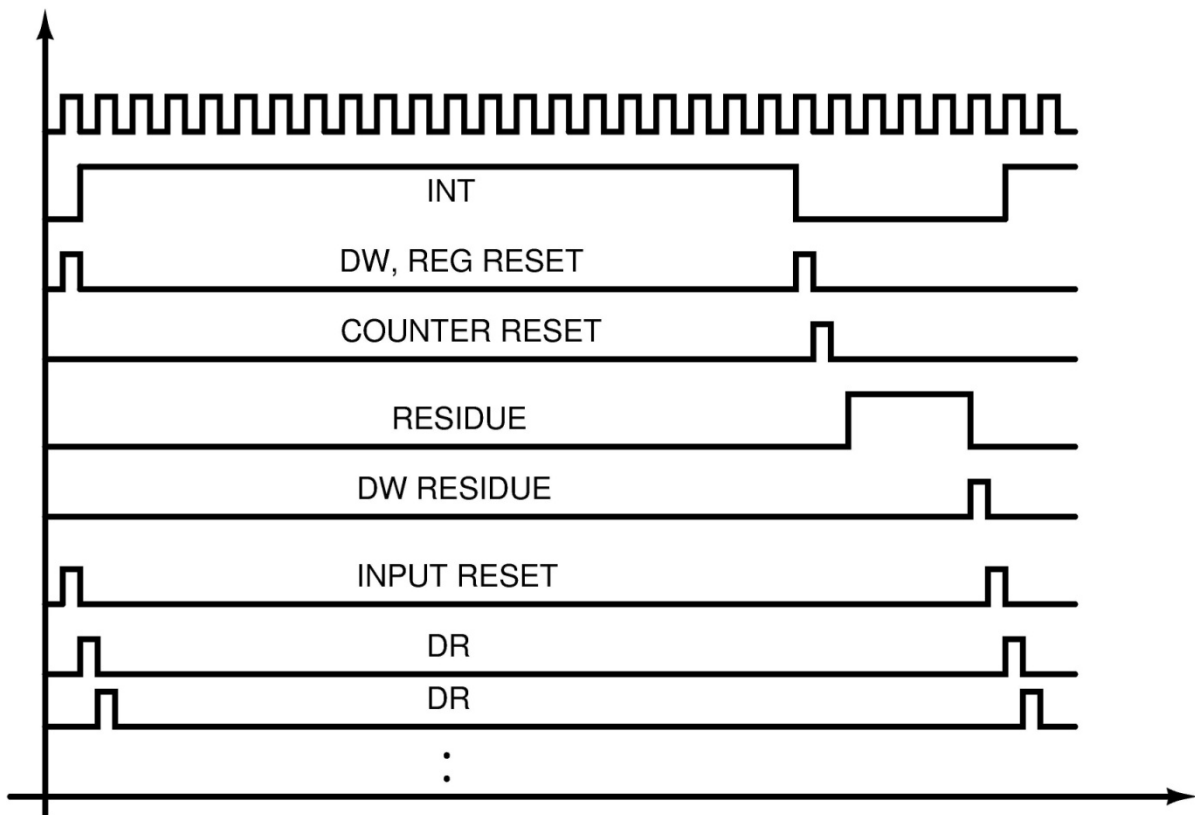 INT
DW, REG RESET
COUNTER RESET
RESIDUE
DW RESIDUE
INPUT RESET
DR
DR